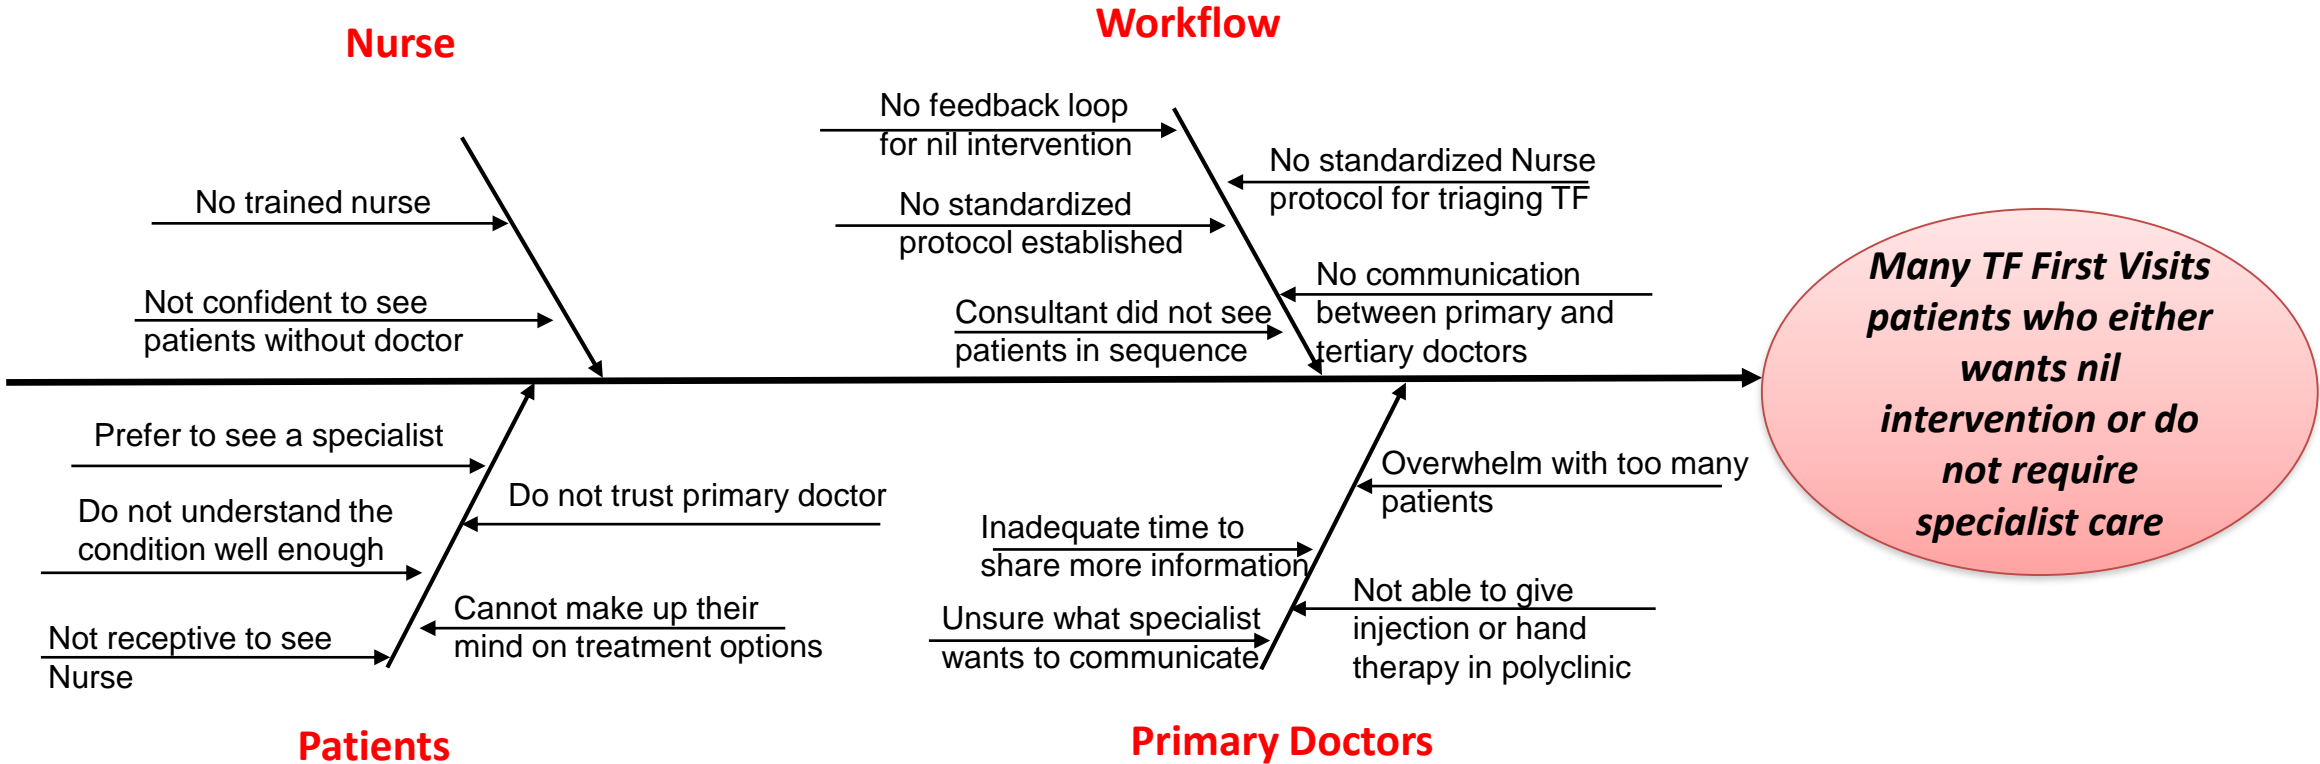 Nurse
Workflow
No trained nurse
Not confident to see
patients without doctor
No feedback loop
for nil intervention
No standardized
protocol established
Consultant did not see
patients in sequence
No standardized Nurse
protocol for triaging TF
No communication
between primary and
tertiary doctors
Many TF First Visits
patients who either
wants nil
intervention or do
not require
specialist care
Prefer to see a specialist
Do not understand the
condition well enough
Not receptive to see
Nurse
Do not trust primary doctor
Cannot make up their
mind on treatment options
Inadequate time to
share more information
Unsure what specialist
wants to communicate
Overwhelm with too many
patients
Not able to give
injection or hand
therapy in polyclinic
Patients
Primary Doctors